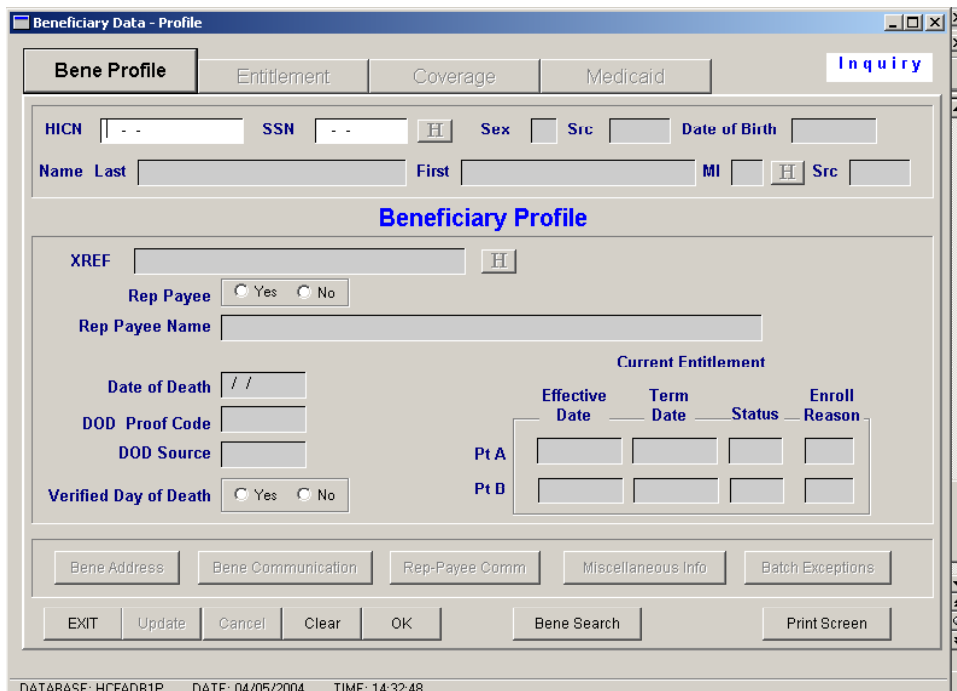 Beneficiary Data - Profile
Bene Profile Entitlement Coverage Medicaid Inquiry
HICN - - SSN - - H Sex Src Date of Birth
Name Last First MI H Src
Beneficiary Profile
XREF H
Rep Payee Yes No
Rep Payee Name
Current Entitlement
Date of Death / /
Effective Date Term Date Status Enroll Reason
DOD Proof Code
DOD Source
Pt A
Pt B
Verified Day of Death Yes No
Bene Address Bene Communication Rep-Payee Comm Miscellaneous Info Batch Exceptions
EXIT Update Cancel Clear OK Bene Search Print Screen
DATABASE: HCFADB1P DATE: 04/05/2004 TIME: 14:32:48